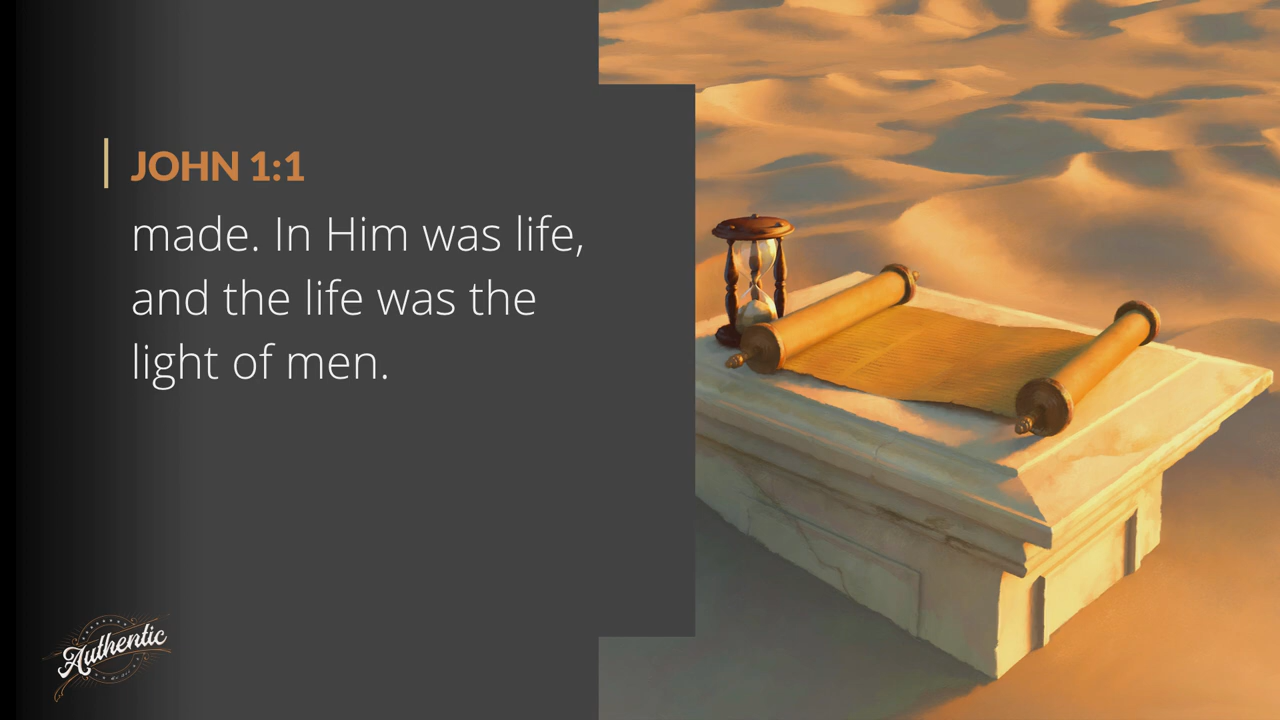 JOHN 1:1
made. In Him was life,
and the life was the
light of men.
Authentic